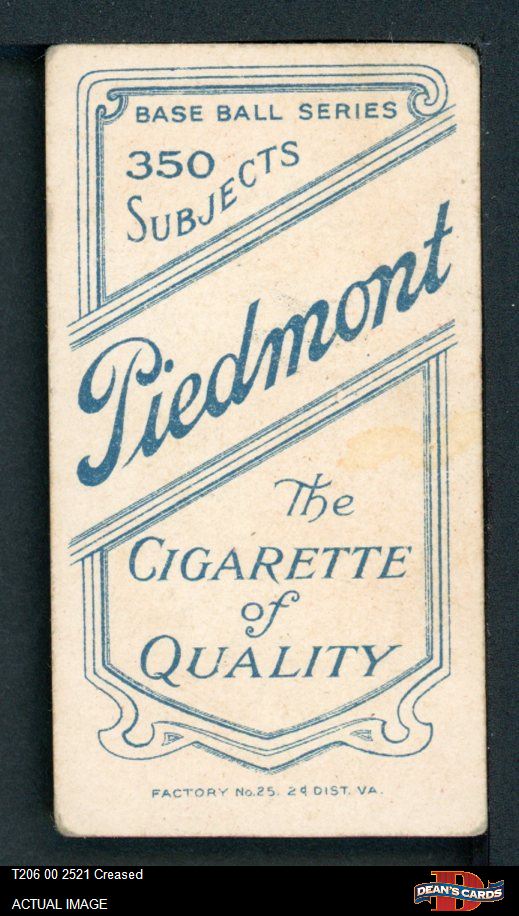 BASE BALL SERIES
350
SUBJECTS
Piedmont
The
CIGARETTE
of
QUALITY
FACTORY No.25. 2d DIST. VA.
T206 00 2521 Creased
ACTUAL IMAGE
D
DEAN'S CARDS